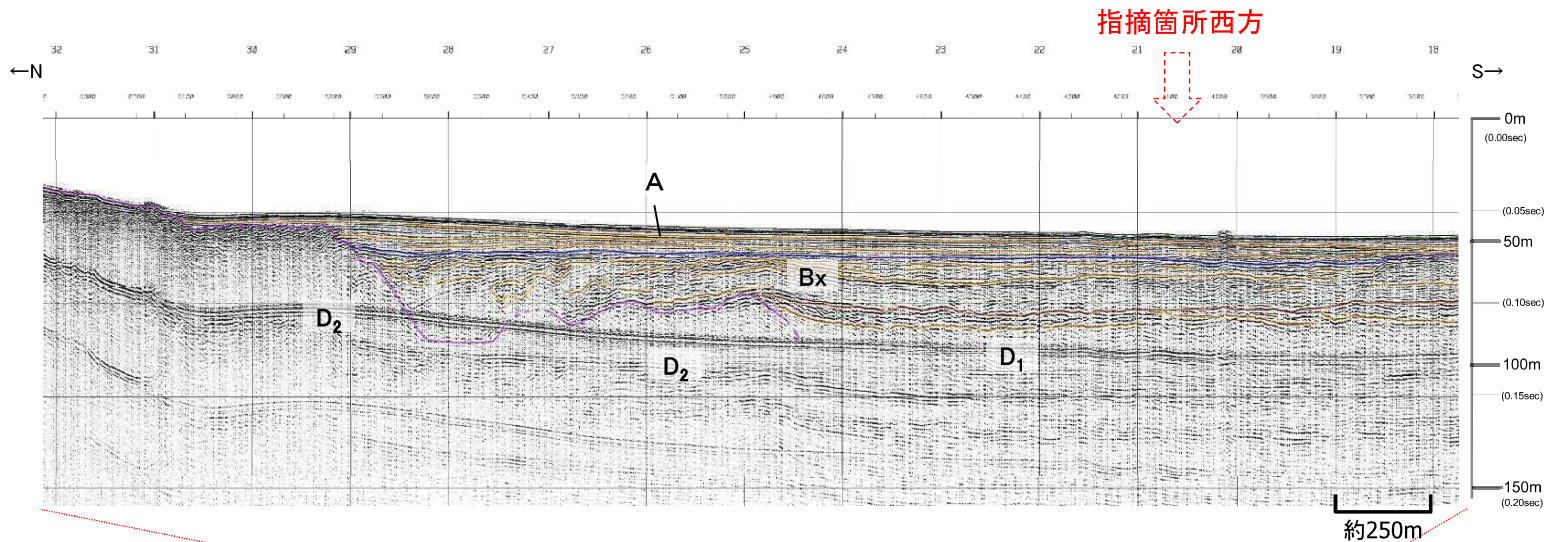 指摘箇所西方
32 31 30 29 28 27 26 25 24 23 22 21 20 19 18
←N
S→
0m
(0.00sec)
A
(0.05sec)
50m
Bx
(0.10sec)
D₂
D₁
D₂
100m
(0.15sec)
150m
(0.20sec)
約250m